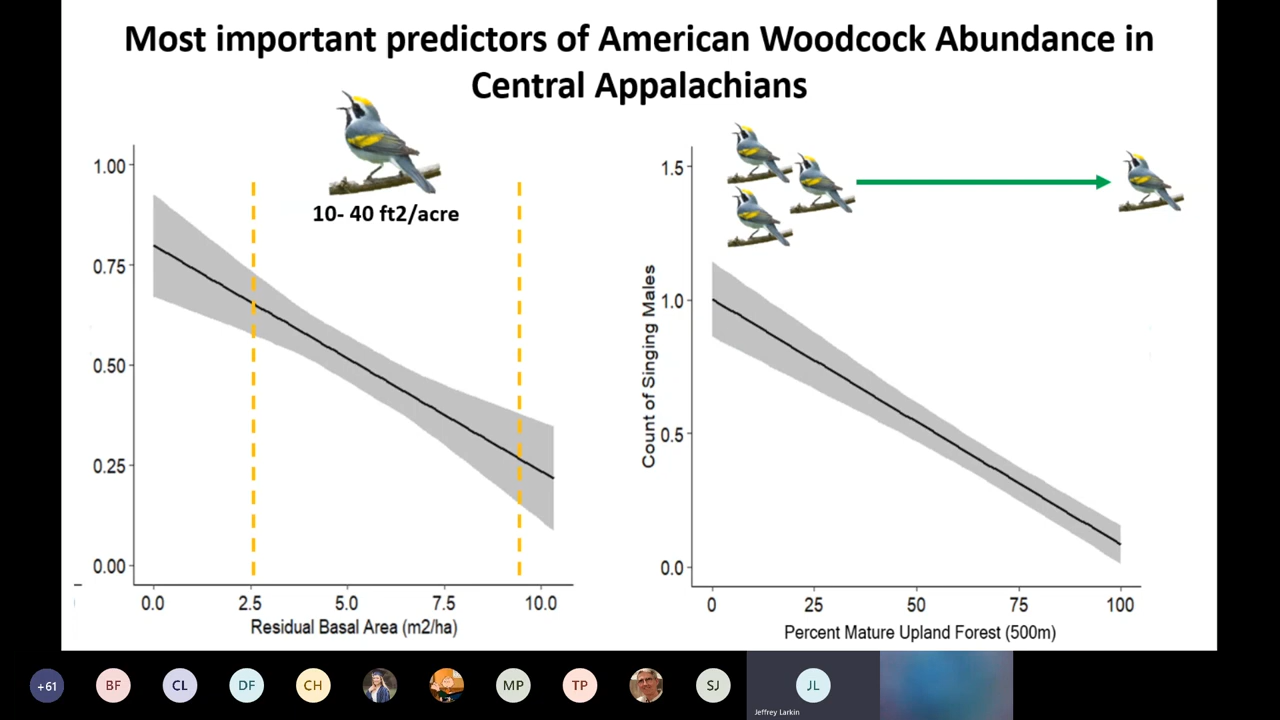 Most important predictors of American Woodcock Abundance in
Central Appalachians
10- 40 ft2/acre
1.00
0.75
0.50
0.25
0.00
0.0
2.5
5.0
7.5
10.0
Residual Basal Area (m2/ha)
Count of Singing Males
1.5
1.0
0.5
0.0
0
25
50
75
100
Percent Mature Upland Forest (500m)
+61
BF
CL
DF
CH
MP
TP
SJ
JL
Jeffrey Larkin